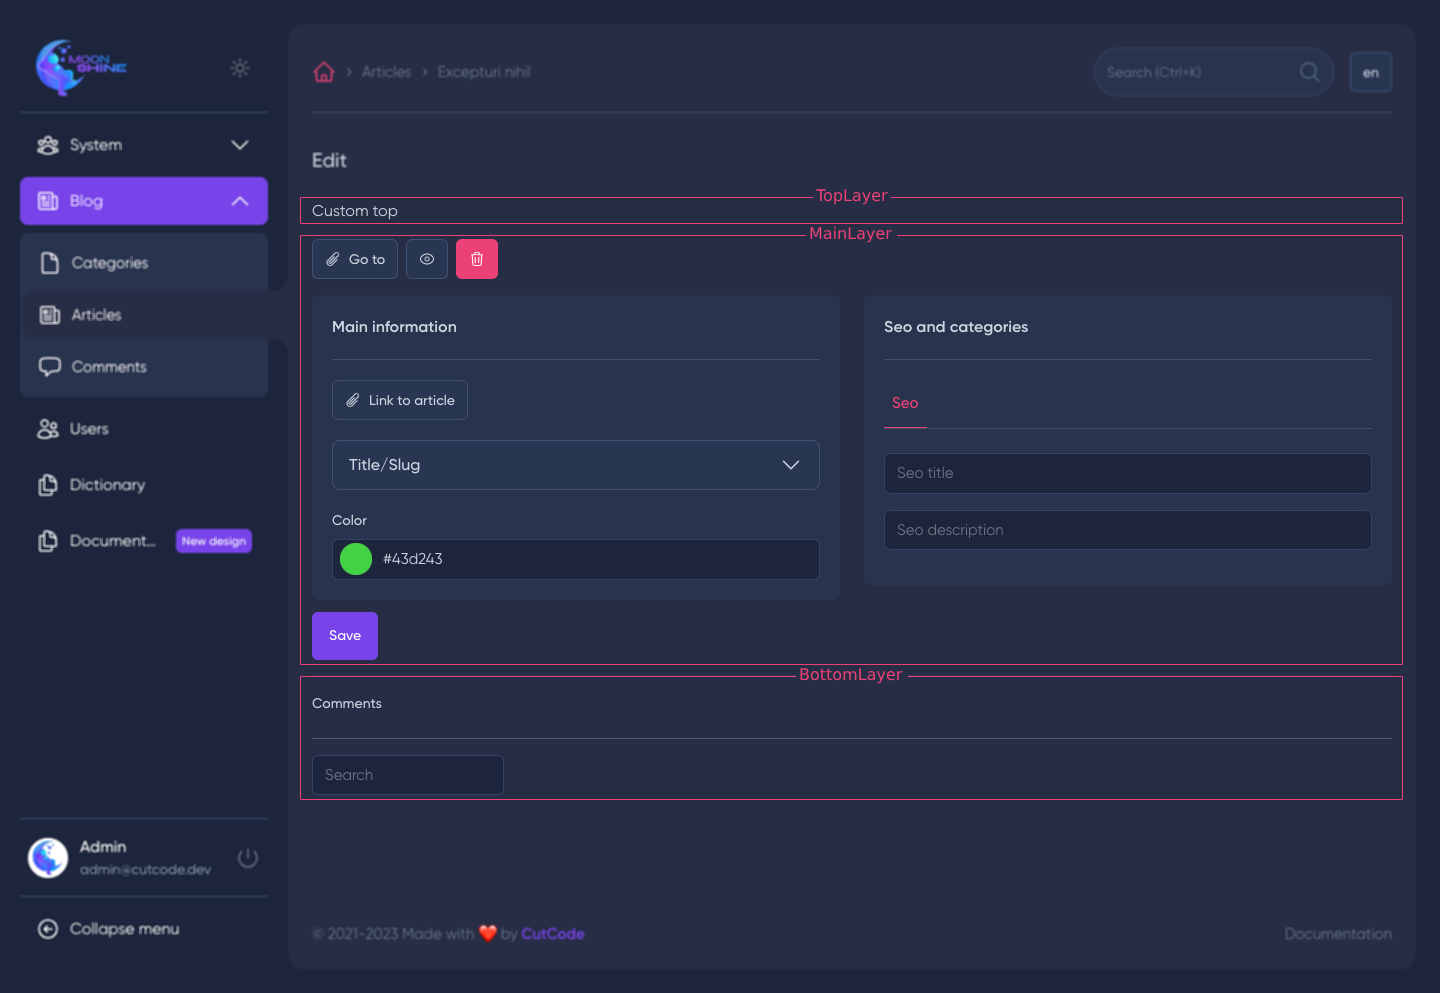 MOON
SHINE
System
Blog
Categories
Articles
Comments
Users
Dictionary
Document...
New design
Admin
admin@cutcode.dev
Collapse menu
Articles
Excepturi nihil
Search (Ctrl+K)
en
Edit
TopLayer
Custom top
MainLayer
Go to
Main information
Link to article
Title/Slug
Color
#43d243
Seo and categories
Seo
Seo title
Seo description
Save
BottomLayer
Comments
Search
© 2021-2023 Made with ❤️ by CutCode
Documentation